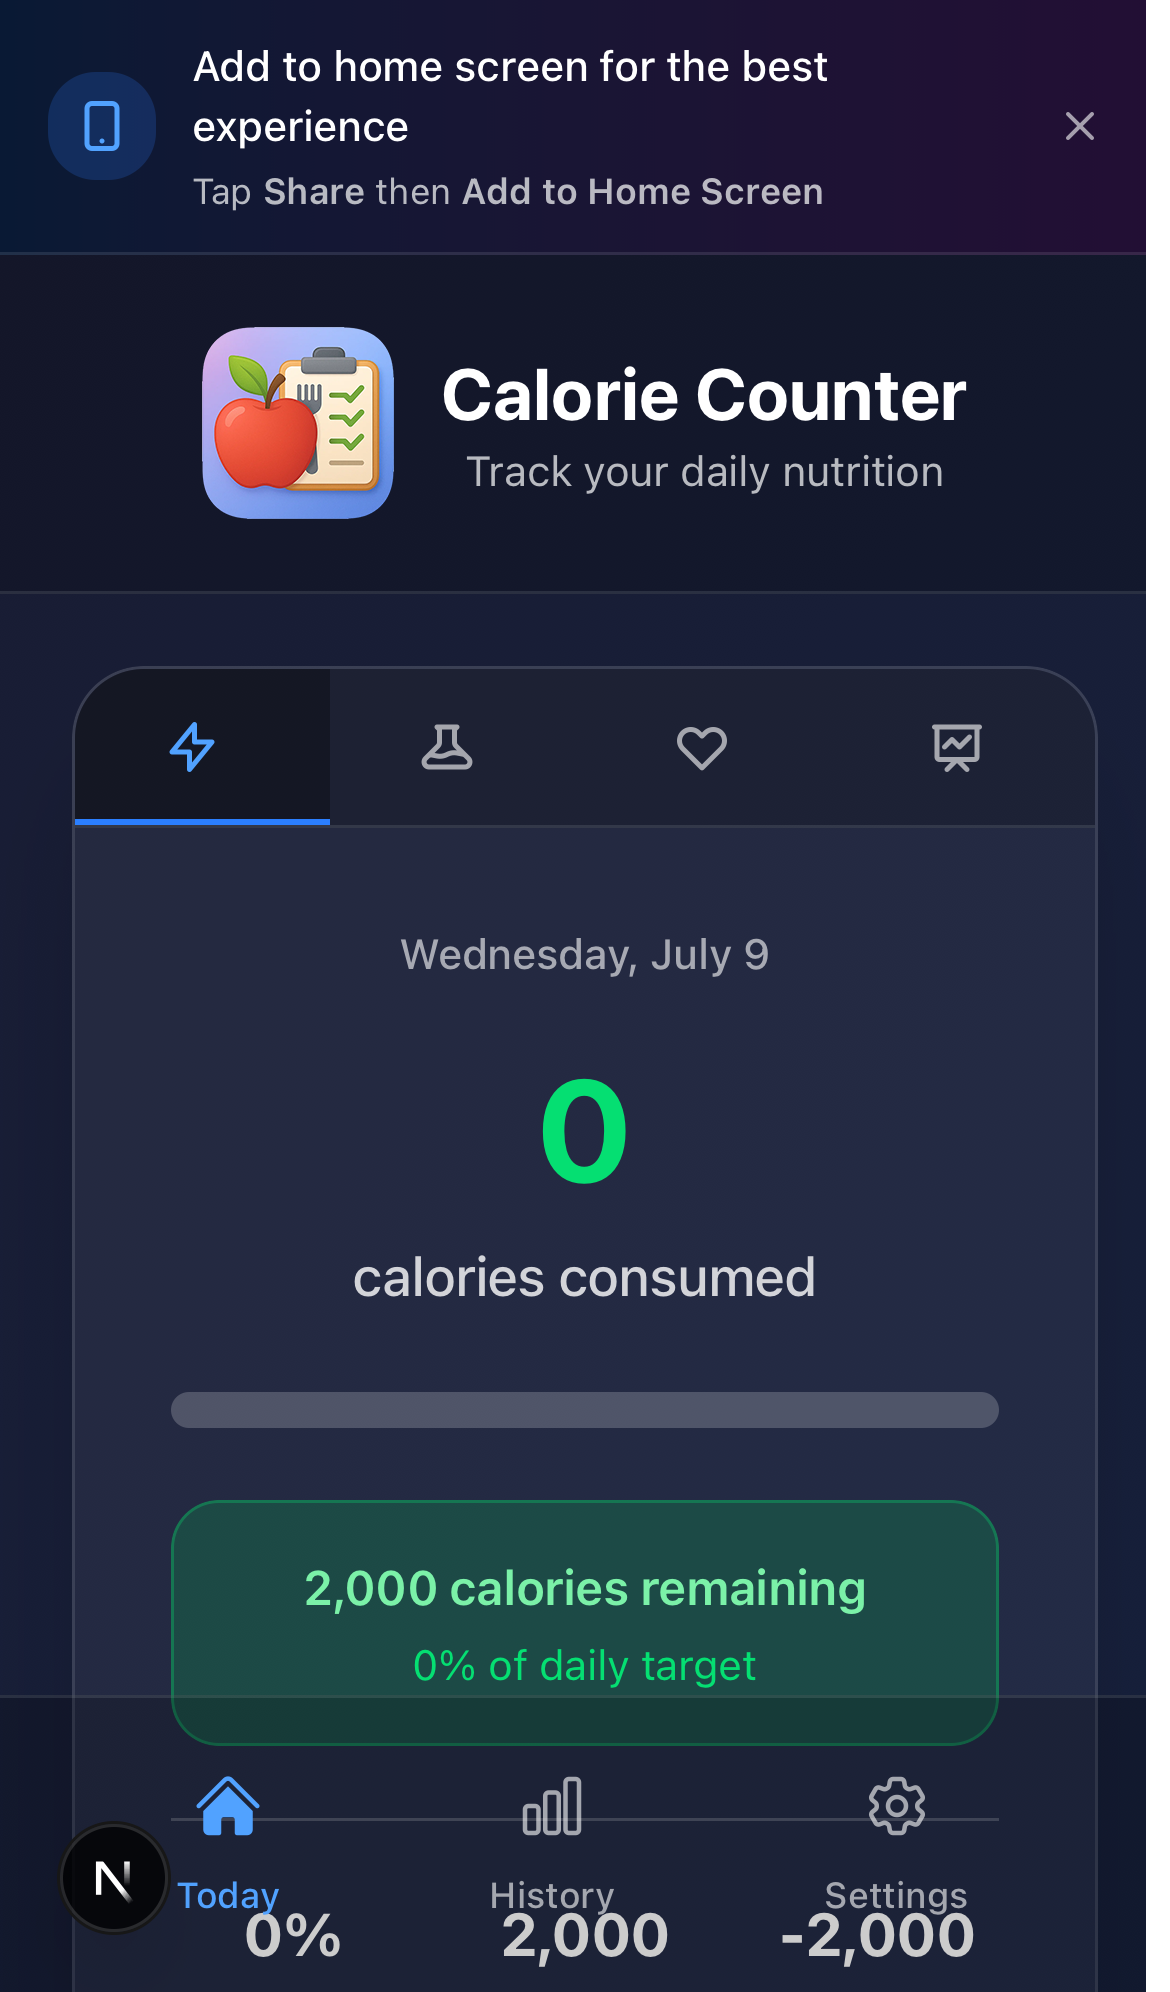 Add to home screen for the best
experience
Tap Share then Add to Home Screen
Calorie Counter
Track your daily nutrition
Wednesday, July 9
0
calories consumed
2,000 calories remaining
0% of daily target
N
Today
History
Settings
0%
2,000
-2,000